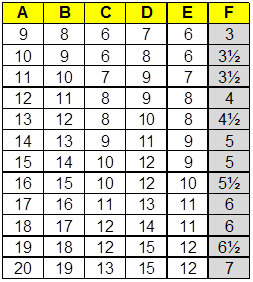 A B C D E F
9 8 6 7 6 3
10 9 6 8 6 3½
11 10 7 9 7 3½
12 11 8 9 8 4
13 12 8 10 8 4½
14 13 9 11 9 5
15 14 10 12 9 5
16 15 10 12 10 5½
17 16 11 13 11 6
18 17 12 14 11 6
19 18 12 15 12 6½
20 19 13 15 12 7